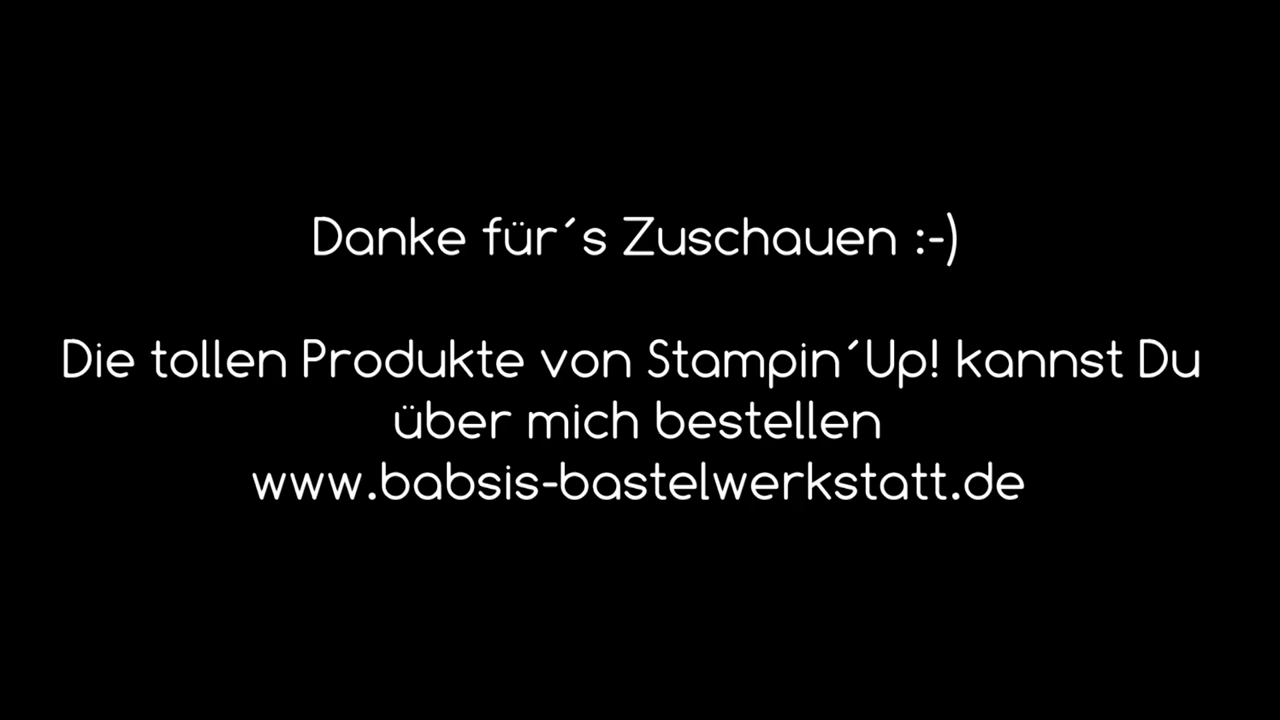 Danke für´s Zuschauen :-)
Die tollen Produkte von Stampin´Up! kannst Du
über mich bestellen
www.babsis-bastelwerkstatt.de